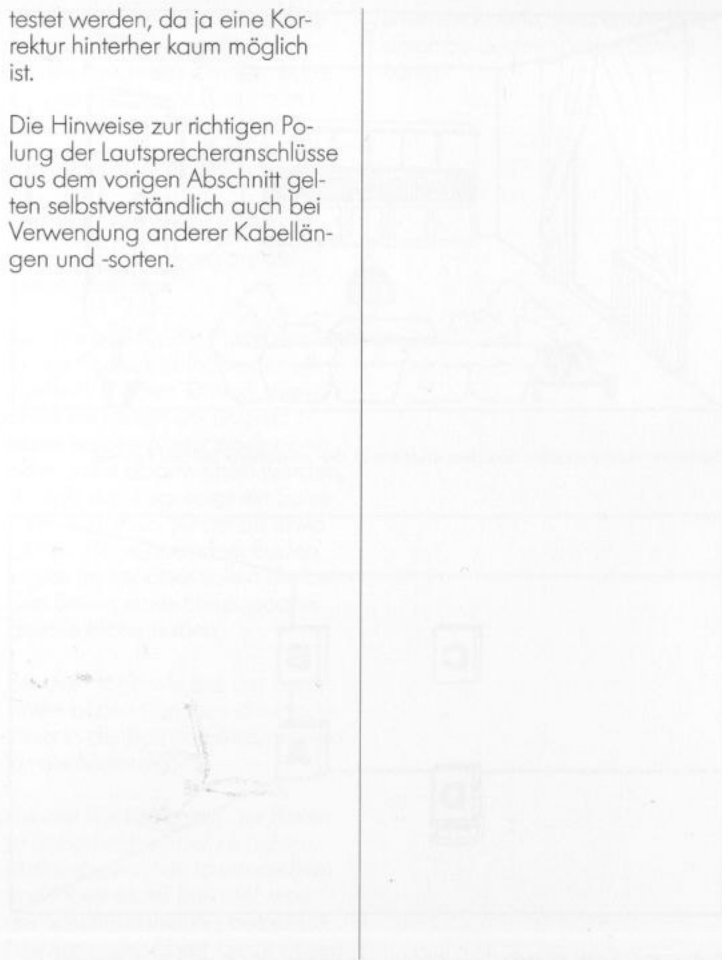 testet werden, da ja eine Kor-
rektur hinterher kaum möglich
ist.
Die Hinweise zur richtigen Po-
lung der Lautsprecheranschlüsse
aus dem vorigen Abschnitt gel-
ten selbstverständlich auch bei
Verwendung anderer Kabellän-
gen und -sorten.